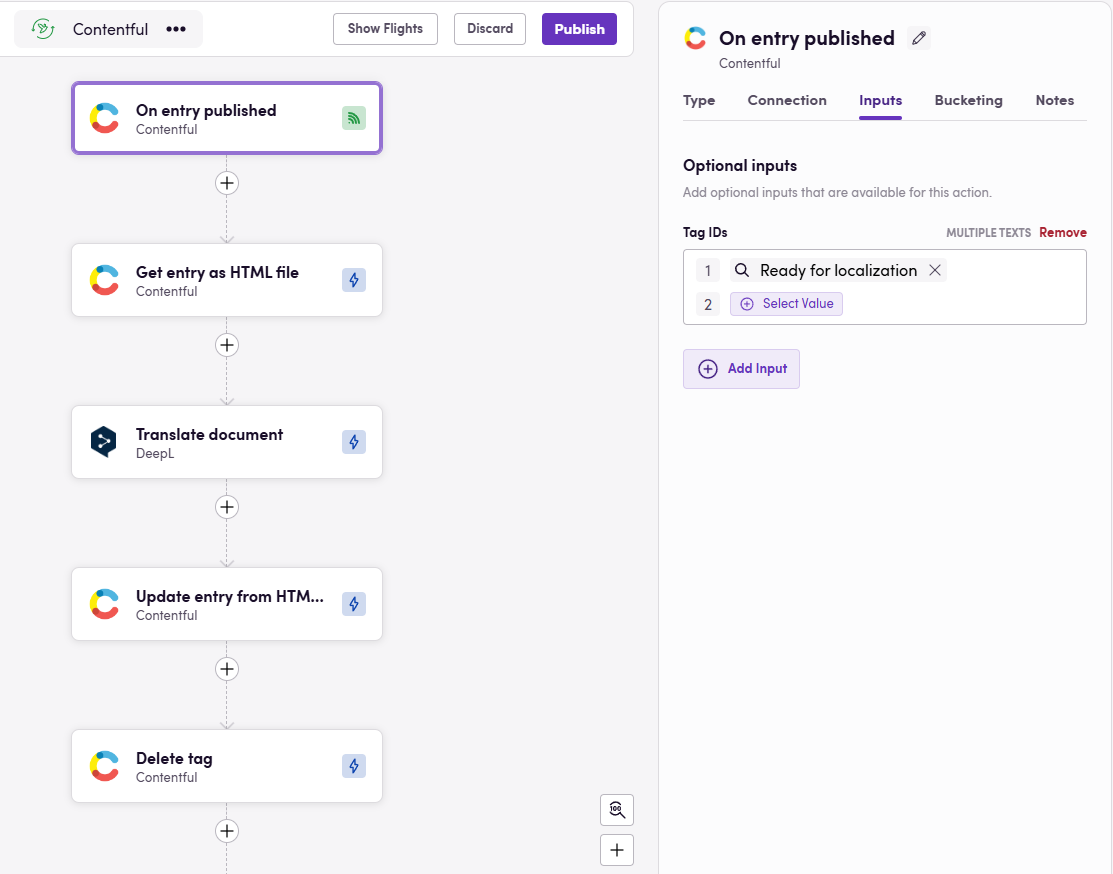 Contentful
Show Flights
Discard
Publish
On entry published
Contentful
Get entry as HTML file
Contentful
Translate document
DeepL
Update entry from HTM...
Contentful
Delete tag
Contentful
100
On entry published
Contentful
Type Connection Inputs Bucketing Notes
Optional inputs
Add optional inputs that are available for this action.
Tag IDs MULTIPLE TEXTS Remove
1 Ready for localization
2 Select Value
Add Input